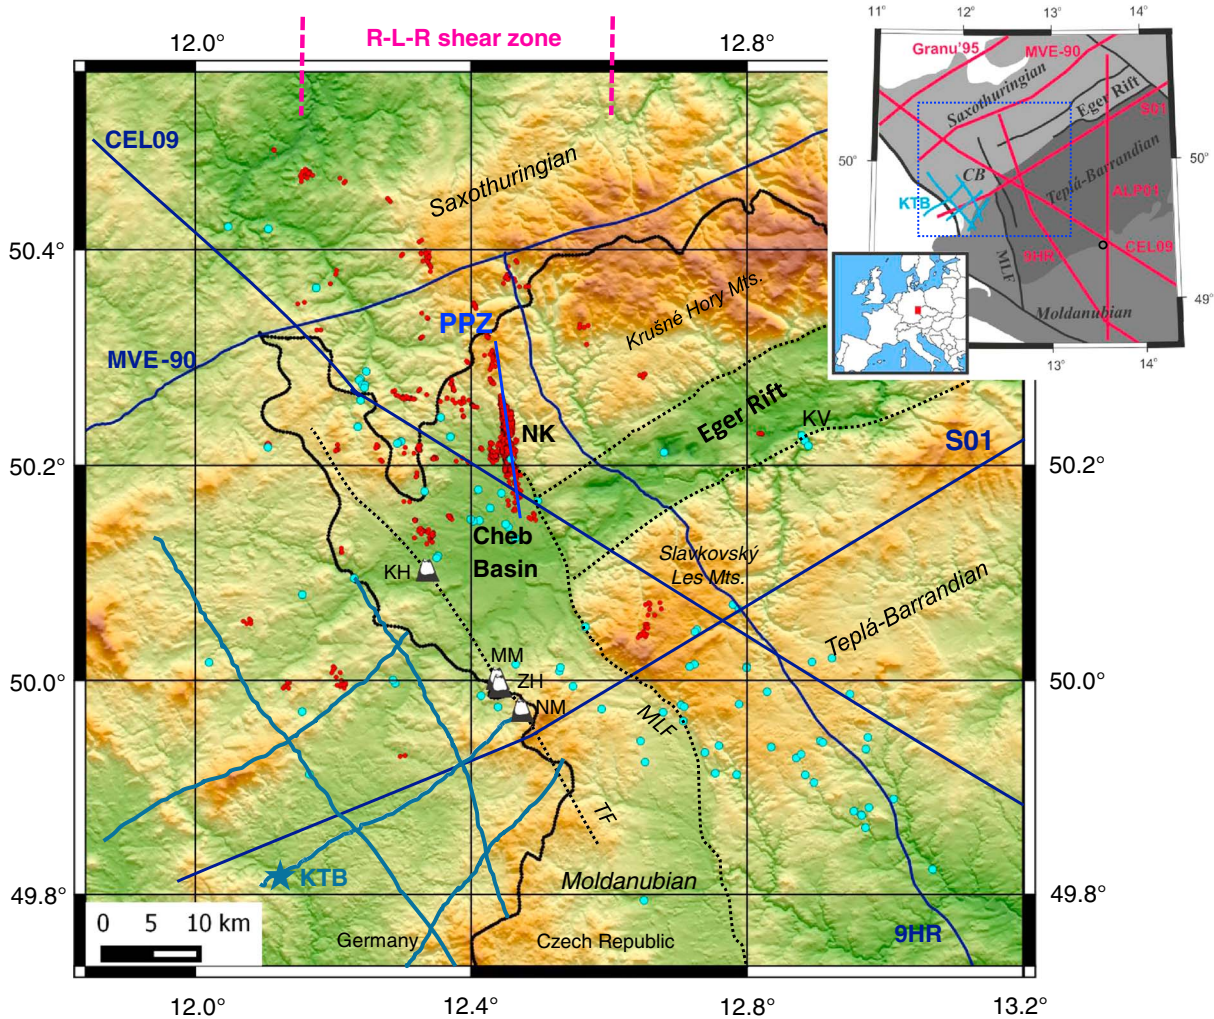 R-L-R shear zone
12.0°
12.8°
CEL09
Saxothuringian
50.4°
Krušné Hory Mts.
PPZ
MVE-90
NK
Eger Rift
KV
S01
50.2°
50.2°
Cheb
Basin
KH
Slavkovský
Les Mts.
Teplá-Barrandian
MM
ZH
NM
50.0°
50.0°
MLF
TF
KTB
Moldanubian
49.8°
49.8°
9HR
Germany
Czech Republic
0 5 10 km
12.0°
12.4°
12.8°
13.2°
11°
12°
13°
14°
Granu'95
MVE-90
Saxothuringian
Eger Rift
S01
50°
50°
CB
Teplá-Barrandian
KTB
ALP01
MLF
9HR
CEL09
49°
Moldanubian
13°
14°